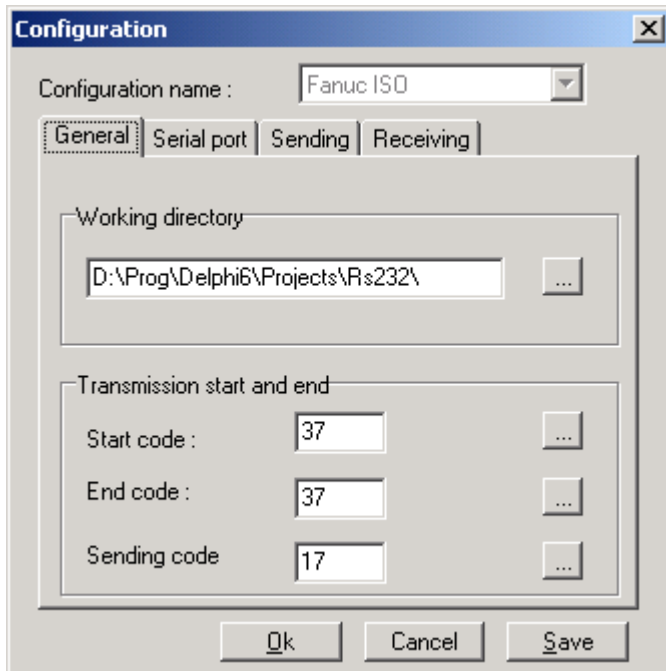 Configuration
Configuration name : Fanuc ISO
General Serial port Sending Receiving
Working directory
D:\Prog\Delphi6\Projects\Rs232\ ...
Transmission start and end
Start code : 37 ...
End code : 37 ...
Sending code 17 ...
Ok Cancel Save